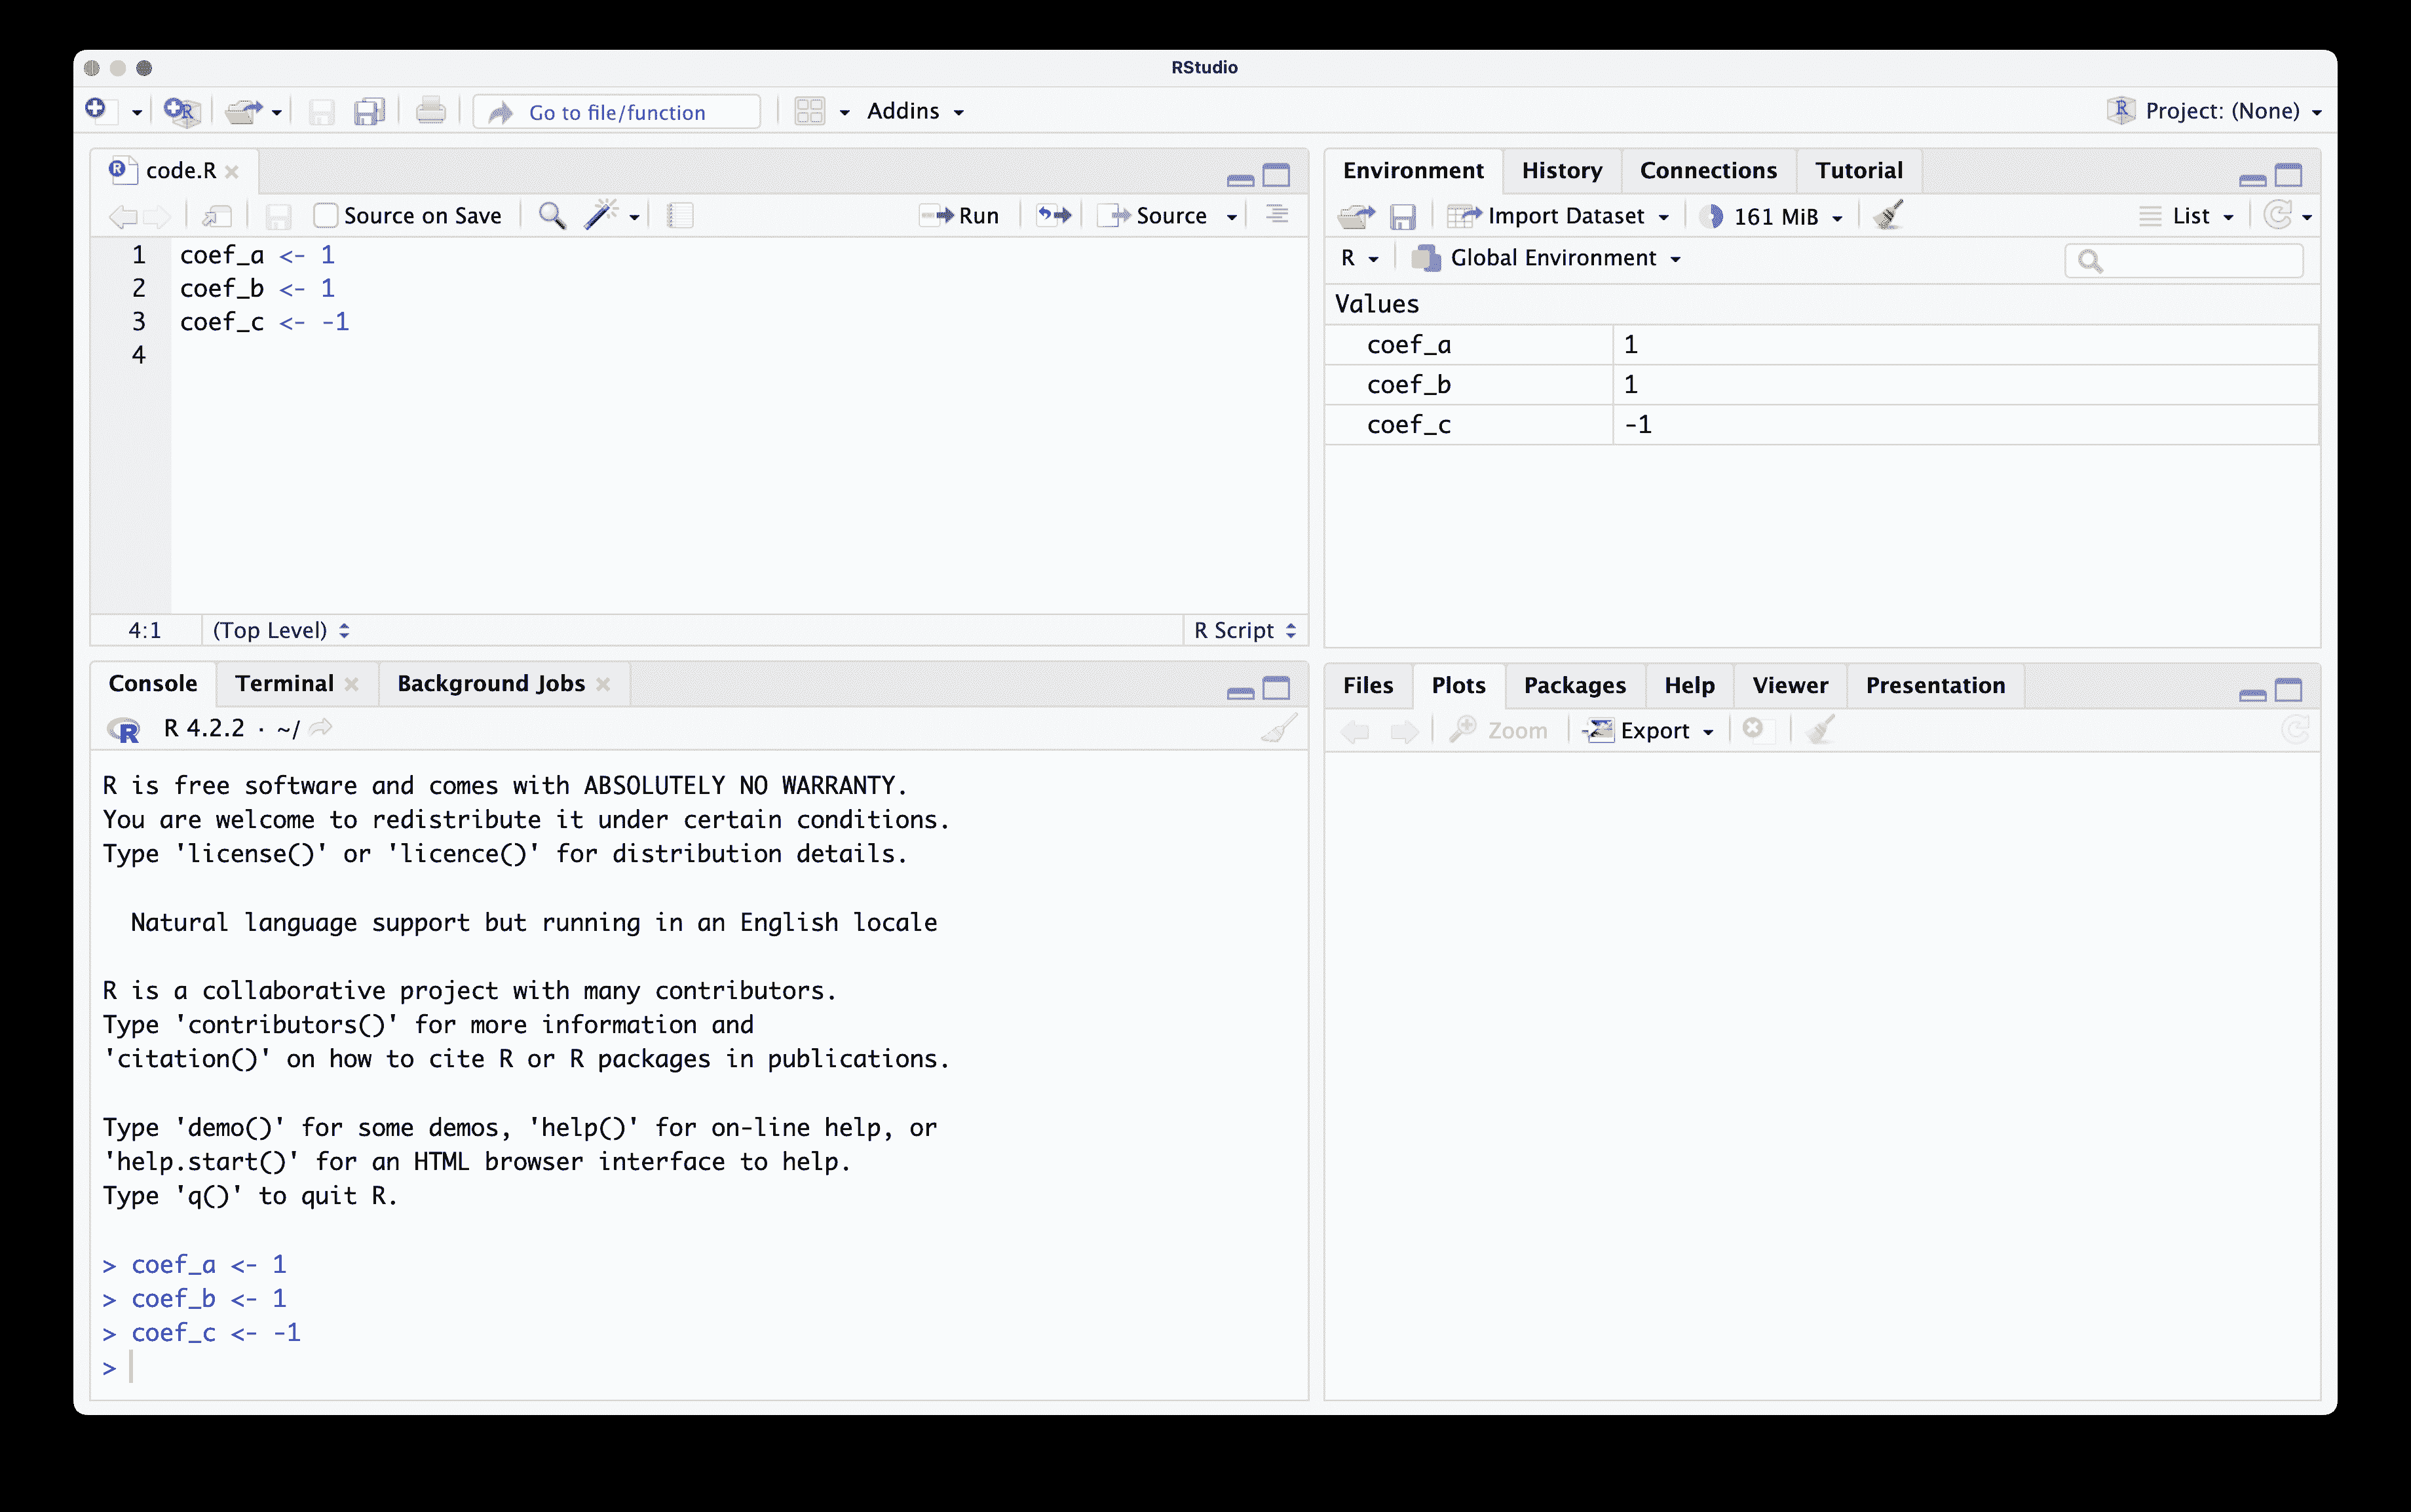 RStudio
Go to file/function Addins Project: (None)
code.R
Source on Save Run Source
1 coef_a <- 1
2 coef_b <- 1
3 coef_c <- -1
4
4:1 (Top Level) R Script
Environment History Connections Tutorial
Import Dataset 161 MiB List
R Global Environment
Values
coef_a 1
coef_b 1
coef_c -1
Console Terminal Background Jobs
R 4.2.2 · ~/
R is free software and comes with ABSOLUTELY NO WARRANTY.
You are welcome to redistribute it under certain conditions.
Type 'license()' or 'licence()' for distribution details.
Natural language support but running in an English locale
R is a collaborative project with many contributors.
Type 'contributors()' for more information and
'citation()' on how to cite R or R packages in publications.
Type 'demo()' for some demos, 'help()' for on-line help, or
'help.start()' for an HTML browser interface to help.
Type 'q()' to quit R.
> coef_a <- 1
> coef_b <- 1
> coef_c <- -1
>
Files Plots Packages Help Viewer Presentation
Zoom Export